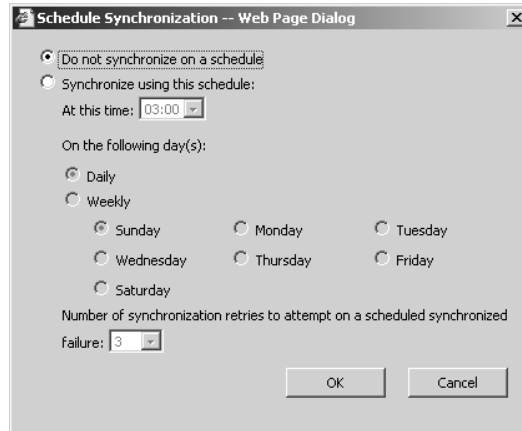 Schedule Synchronization -- Web Page Dialog
Do not synchronize on a schedule
Synchronize using this schedule:
At this time: 03:00
On the following day(s):
Daily
Weekly
Sunday Monday Tuesday
Wednesday Thursday Friday
Saturday
Number of synchronization retries to attempt on a scheduled synchronized
failure: 3
OK Cancel